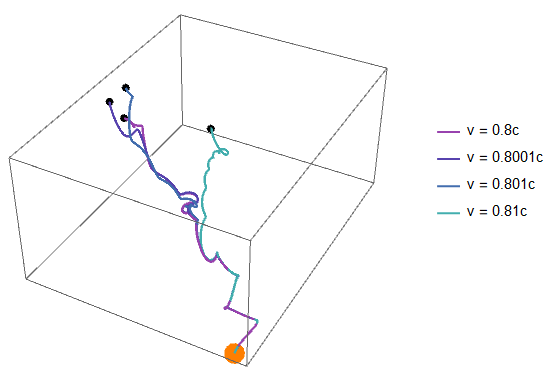 v = 0.8c
v = 0.8001c
v = 0.801c
v = 0.81c